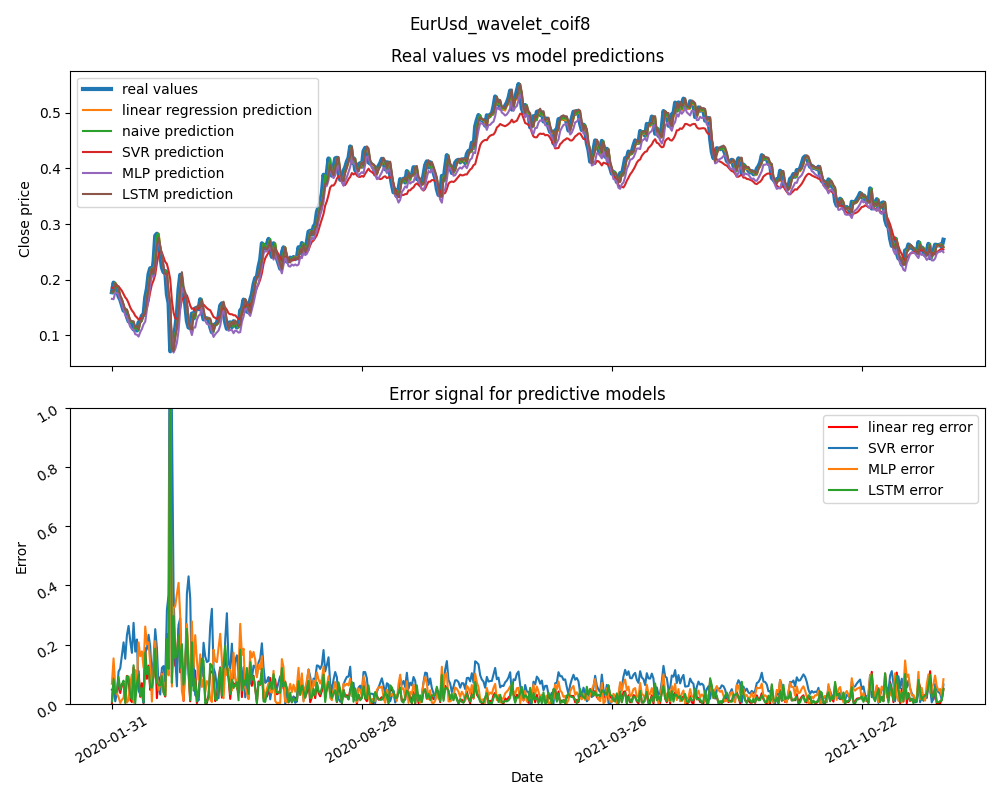 EurUsd_wavelet_coif8
Real values vs model predictions
real values
linear regression prediction
naive prediction
SVR prediction
MLP prediction
LSTM prediction
Close price
0.5
0.4
0.3
0.2
0.1
Error signal for predictive models
linear reg error
SVR error
MLP error
LSTM error
Error
1.0
0.8
0.6
0.4
0.2
0.0
2020-01-31
2020-08-28
2021-03-26
2021-10-22
Date